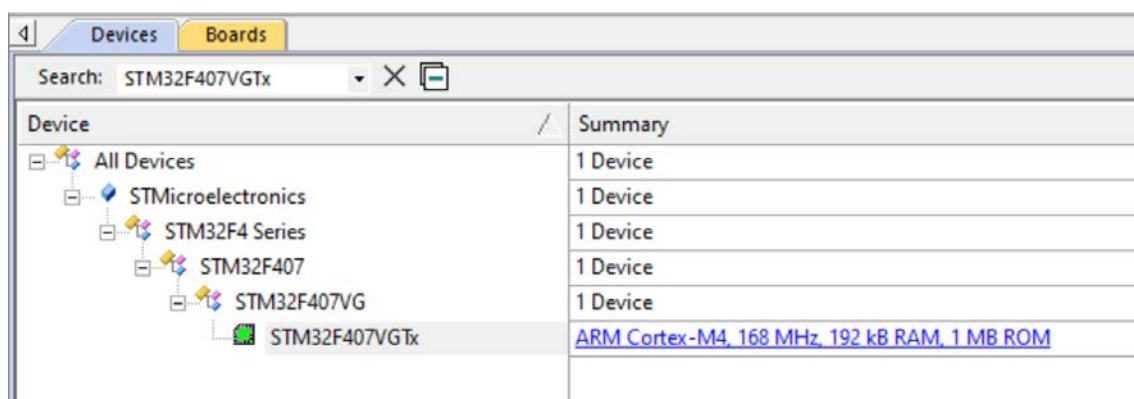 Devices Boards
Search: STM32F407VGTx
Device Summary
All Devices 1 Device
STMicroelectronics 1 Device
STM32F4 Series 1 Device
STM32F407 1 Device
STM32F407VG 1 Device
STM32F407VGTx ARM Cortex-M4, 168 MHz, 192 kB RAM, 1 MB ROM